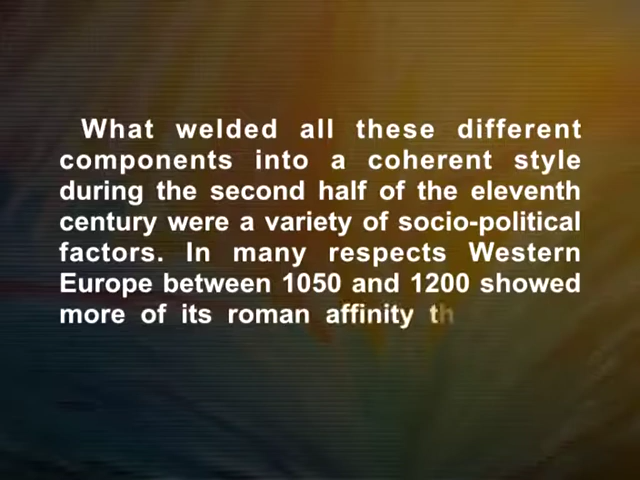 What welded all these different
components into a coherent style
during the second half of the eleventh
century were a variety of socio-political
factors. In many respects Western
Europe between 1050 and 1200 showed
more of its roman affinity th